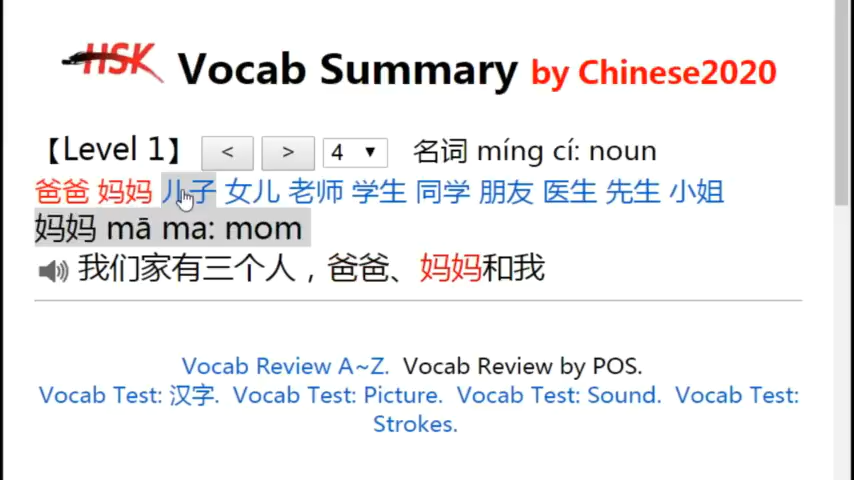 HSK Vocab Summary by Chinese2020
【Level 1】 < > 4 ▼ 名词 míng cí: noun
爸爸 妈妈 儿子 女儿 老师 学生 同学 朋友 医生 先生 小姐
妈妈 mā ma: mom
我们家有三个人，爸爸、妈妈和我
Vocab Review A~Z. Vocab Review by POS.
Vocab Test: 汉字. Vocab Test: Picture. Vocab Test: Sound. Vocab Test:
Strokes.